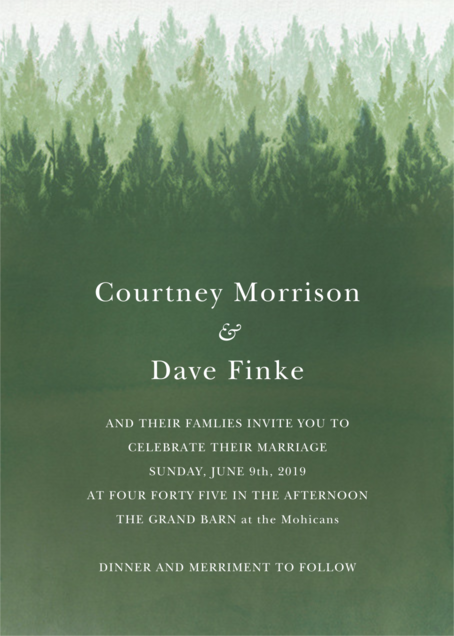 Courtney Morrison
&
Dave Finke
AND THEIR FAMLIES INVITE YOU TO
CELEBRATE THEIR MARRIAGE
SUNDAY, JUNE 9th, 2019
AT FOUR FORTY FIVE IN THE AFTERNOON
THE GRAND BARN at the Mohicans
DINNER AND MERRIMENT TO FOLLOW